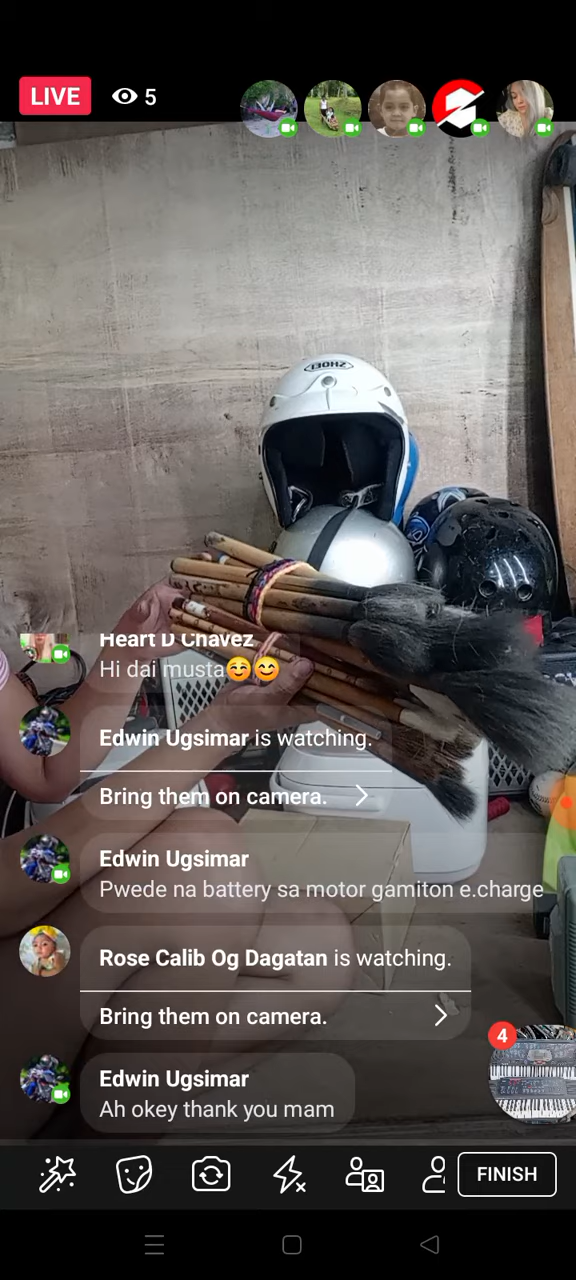 LIVE
5
SHOEI
Heart D Chavez
Hi dai musta☺️😊
Edwin Ugsimar is watching.
Bring them on camera.
Edwin Ugsimar
Pwede na battery sa motor gamiton e.charge
Rose Calib Og Dagatan is watching.
Bring them on camera.
4
Edwin Ugsimar
Ah okey thank you mam
FINISH